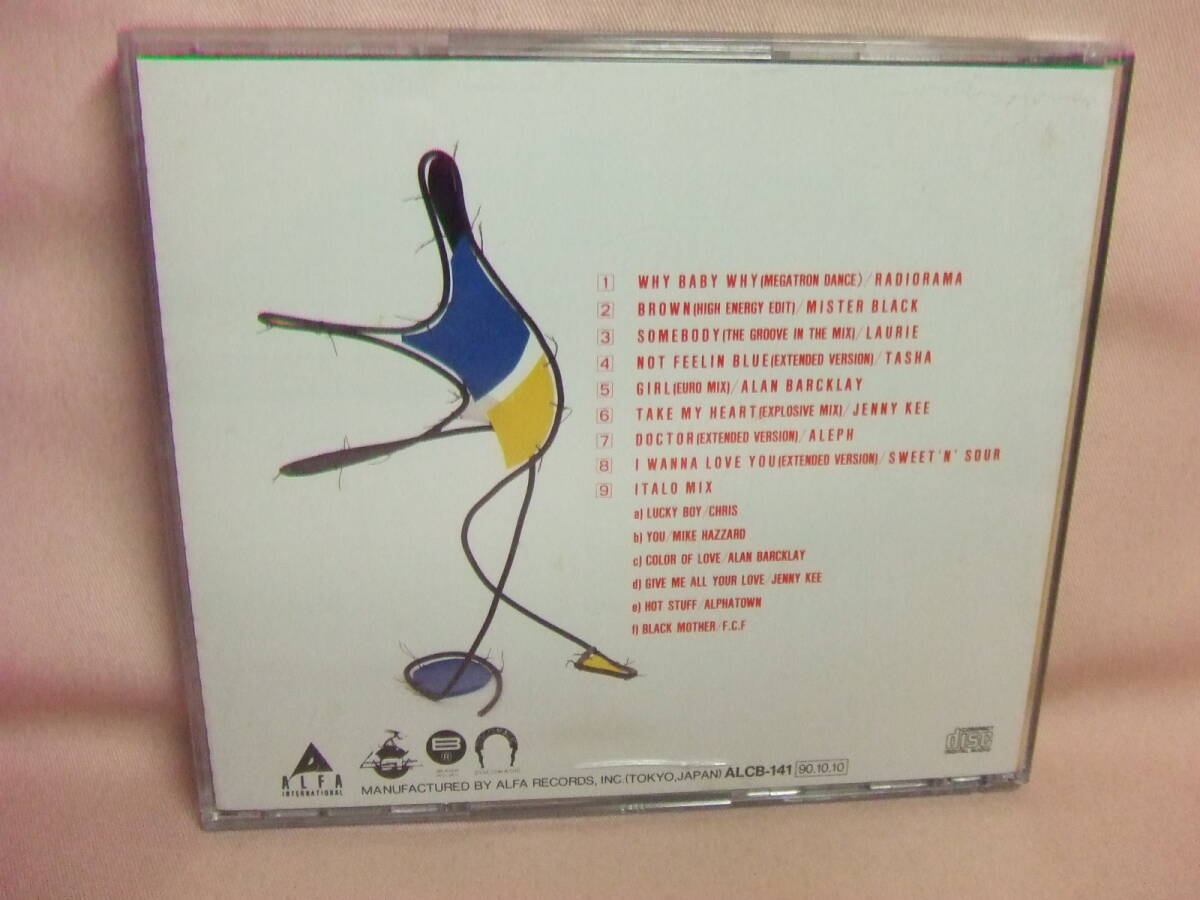 1 WHY BABY WHY(MEGATRON DANCE)/RADIORAMA
2 BROWN(HIGH ENERGY EDIT)/MISTER BLACK
3 SOMEBODY(THE GROOVE IN THE MIX)/LAURIE
4 NOT FEELIN BLUE(EXTENDED VERSION)/TASHA
5 GIRL(EURO MIX)/ALAN BARCKLAY
6 TAKE MY HEART(EXPLOSIVE MIX)/JENNY KEE
7 DOCTOR(EXTENDED VERSION)/ALEPH
8 I WANNA LOVE YOU(EXTENDED VERSION)/SWEET 'N' SOUR
9 ITALO MIX
a) LUCKY BOY/CHRIS
b) YOU/MIKE HAZZARD
c) COLOR OF LOVE/ALAN BARCKLAY
d) GIVE ME ALL YOUR LOVE/JENNY KEE
e) HOT STUFF/ALPHATOWN
f) BLACK MOTHER/F.C.F
ALFA
INTERNATIONAL
B
disc
MANUFACTURED BY ALFA RECORDS, INC.(TOKYO,JAPAN) ALCB-141 90.10.10